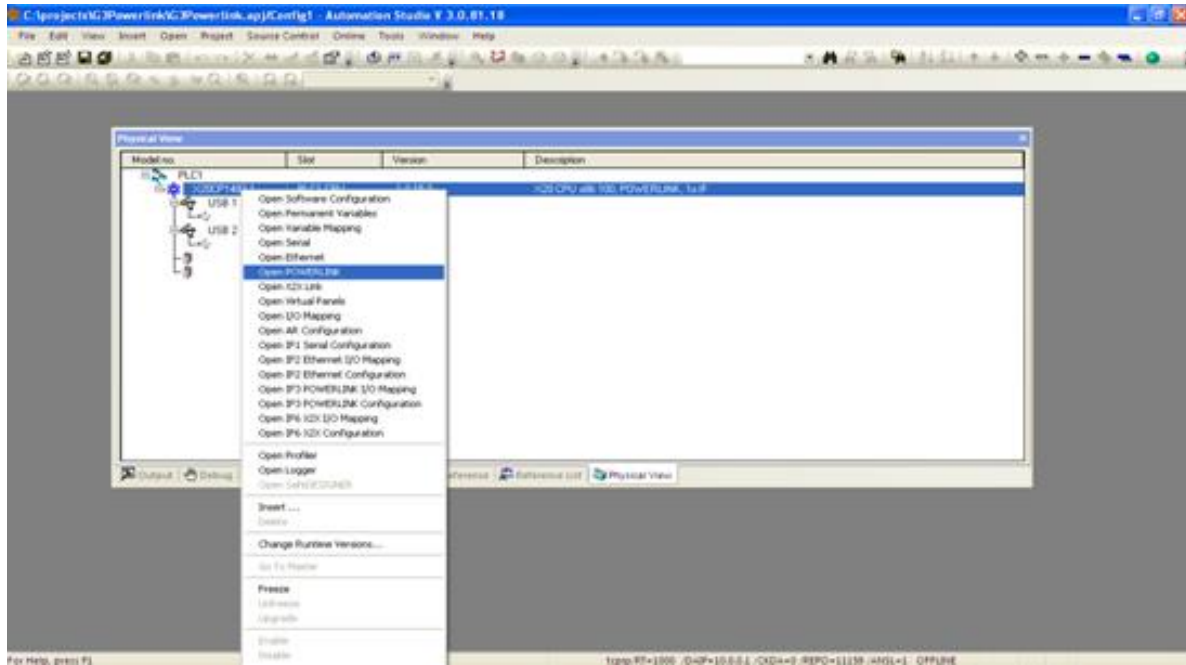 C:\projects\G3Powerlink\G3Powerlink.apj/Config1 - Automation Studio V 3.0.81.18
File Edit View Insert Open Project Source Control Online Tools Window Help
Physical View
Model no. Slot Version Description
PLC1
X20 CPU x86 100, POWERLINK, 1x IF
USB 1
USB 2
Open Software Configuration
Open Permanent Variables
Open Variable Mapping
Open Serial
Open Ethernet
Open POWERLINK
Open X2X Link
Open Virtual Panels
Open I/O Mapping
Open AR Configuration
Open IF1 Serial Configuration
Open IF2 Ethernet I/O Mapping
Open IF2 Ethernet Configuration
Open IF3 POWERLINK I/O Mapping
Open IF3 POWERLINK Configuration
Open IF6 X2X I/O Mapping
Open IF6 X2X Configuration
Open Profiler
Open Logger
Open SafeDESIGNER
Insert ...
Delete
Change Runtime Versions...
Go To Master
Freeze
Unfreeze
Upgrade
Enable
Disable
Output Debug Reference List Physical View
For Help, press F1 OFFLINE